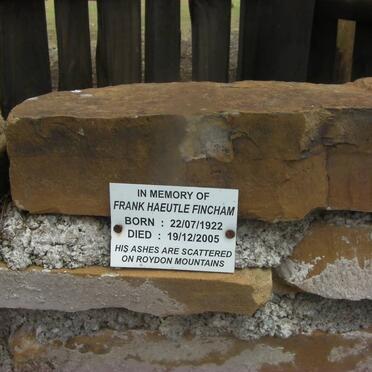 IN MEMORY OF
FRANK HAEUTLE FINCHAM
BORN : 22/07/1922
DIED : 19/12/2005
HIS ASHES ARE SCATTERED
ON ROYDON MOUNTAINS